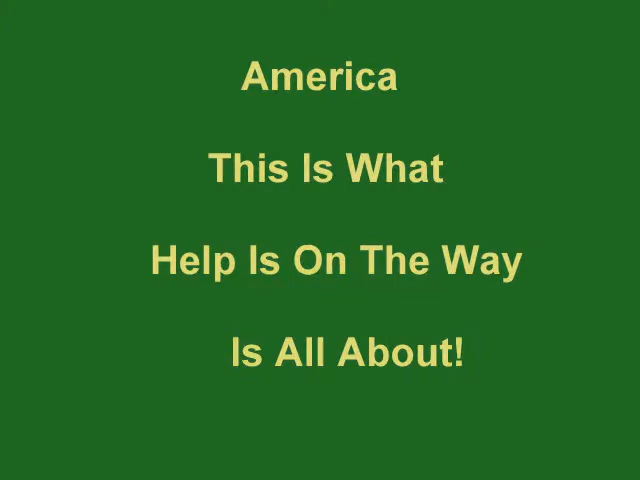 America
This Is What
Help Is On The Way
Is All About!